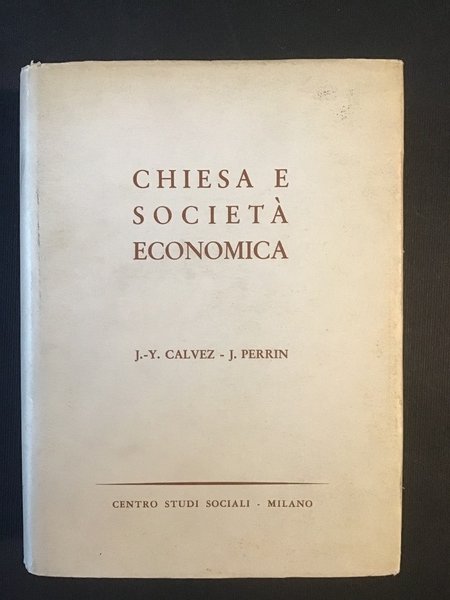 CHIESA E
SOCIETÀ
ECONOMICA
J.-Y. CALVEZ - J. PERRIN
CENTRO STUDI SOCIALI - MILANO